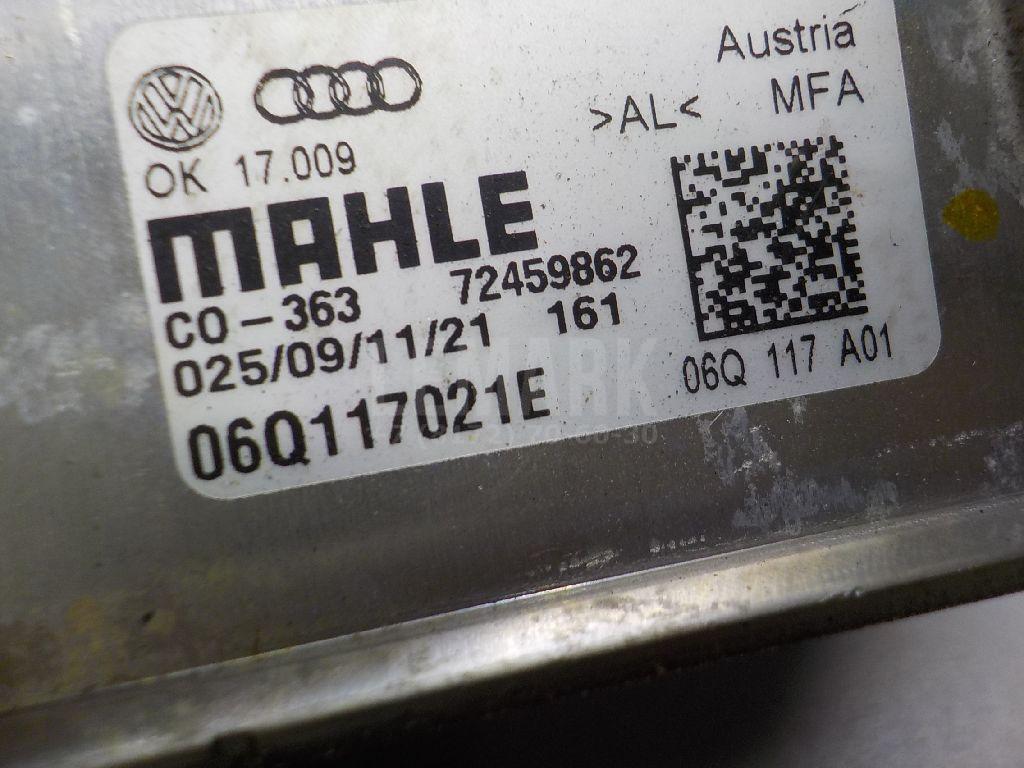 Austria
>AL< MFA
OK 17.009
MAHLE
CO-363 72459862
025/09/11/21 161
06Q117021E
06Q 117 A01